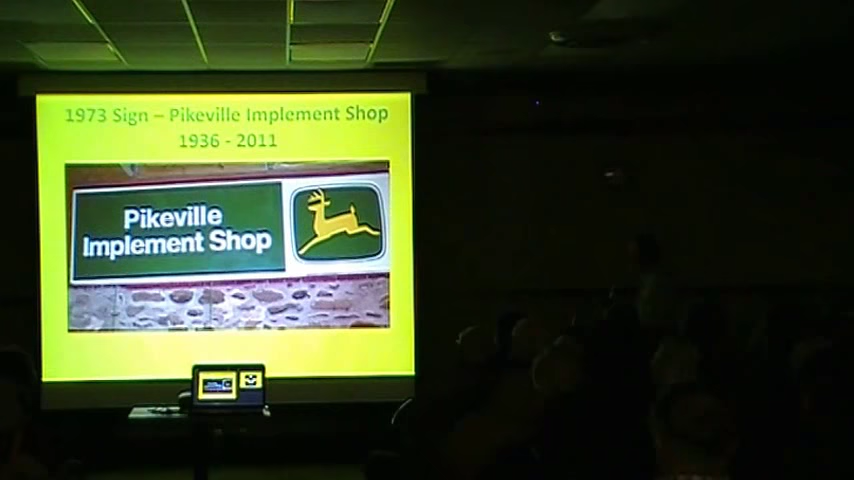 1973 Sign – Pikeville Implement Shop
1936 - 2011
Pikeville
Implement Shop